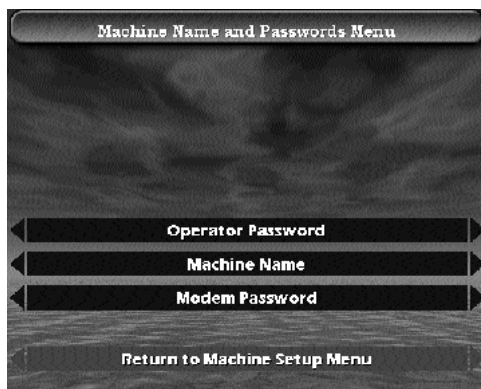 Machine Name and Passwords Menu
Operator Password
Machine Name
Modem Password
Return to Machine Setup Menu